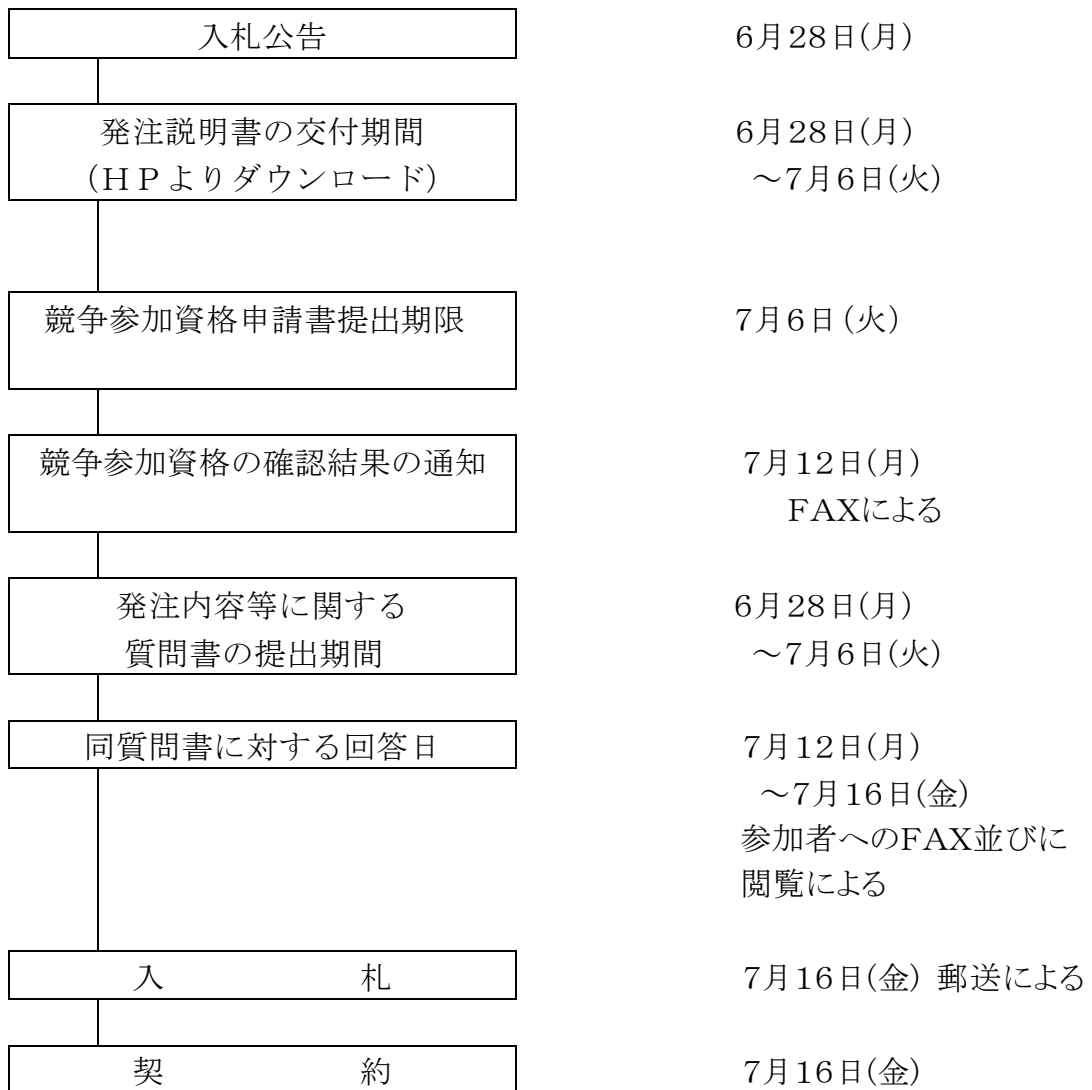 入札公告 6月28日(月)
発注説明書の交付期間 6月28日(月)
(HPよりダウンロード) ～7月6日(火)
競争参加資格申請書提出期限 7月6日(火)
競争参加資格の確認結果の通知 7月12日(月)
FAXによる
発注内容等に関する 6月28日(月)
質問書の提出期間 ～7月6日(火)
同質問書に対する回答日 7月12日(月)
～7月16日(金)
参加者へのFAX並びに
閲覧による
入 札 7月16日(金) 郵送による
契 約 7月16日(金)